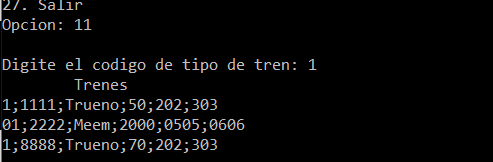 27. Salir
Opcion: 11
Digite el codigo de tipo de tren: 1
Trenes
1;1111;Trueno;50;202;303
01;2222;Meem;2000;0505;0606
1;8888;Trueno;70;202;303